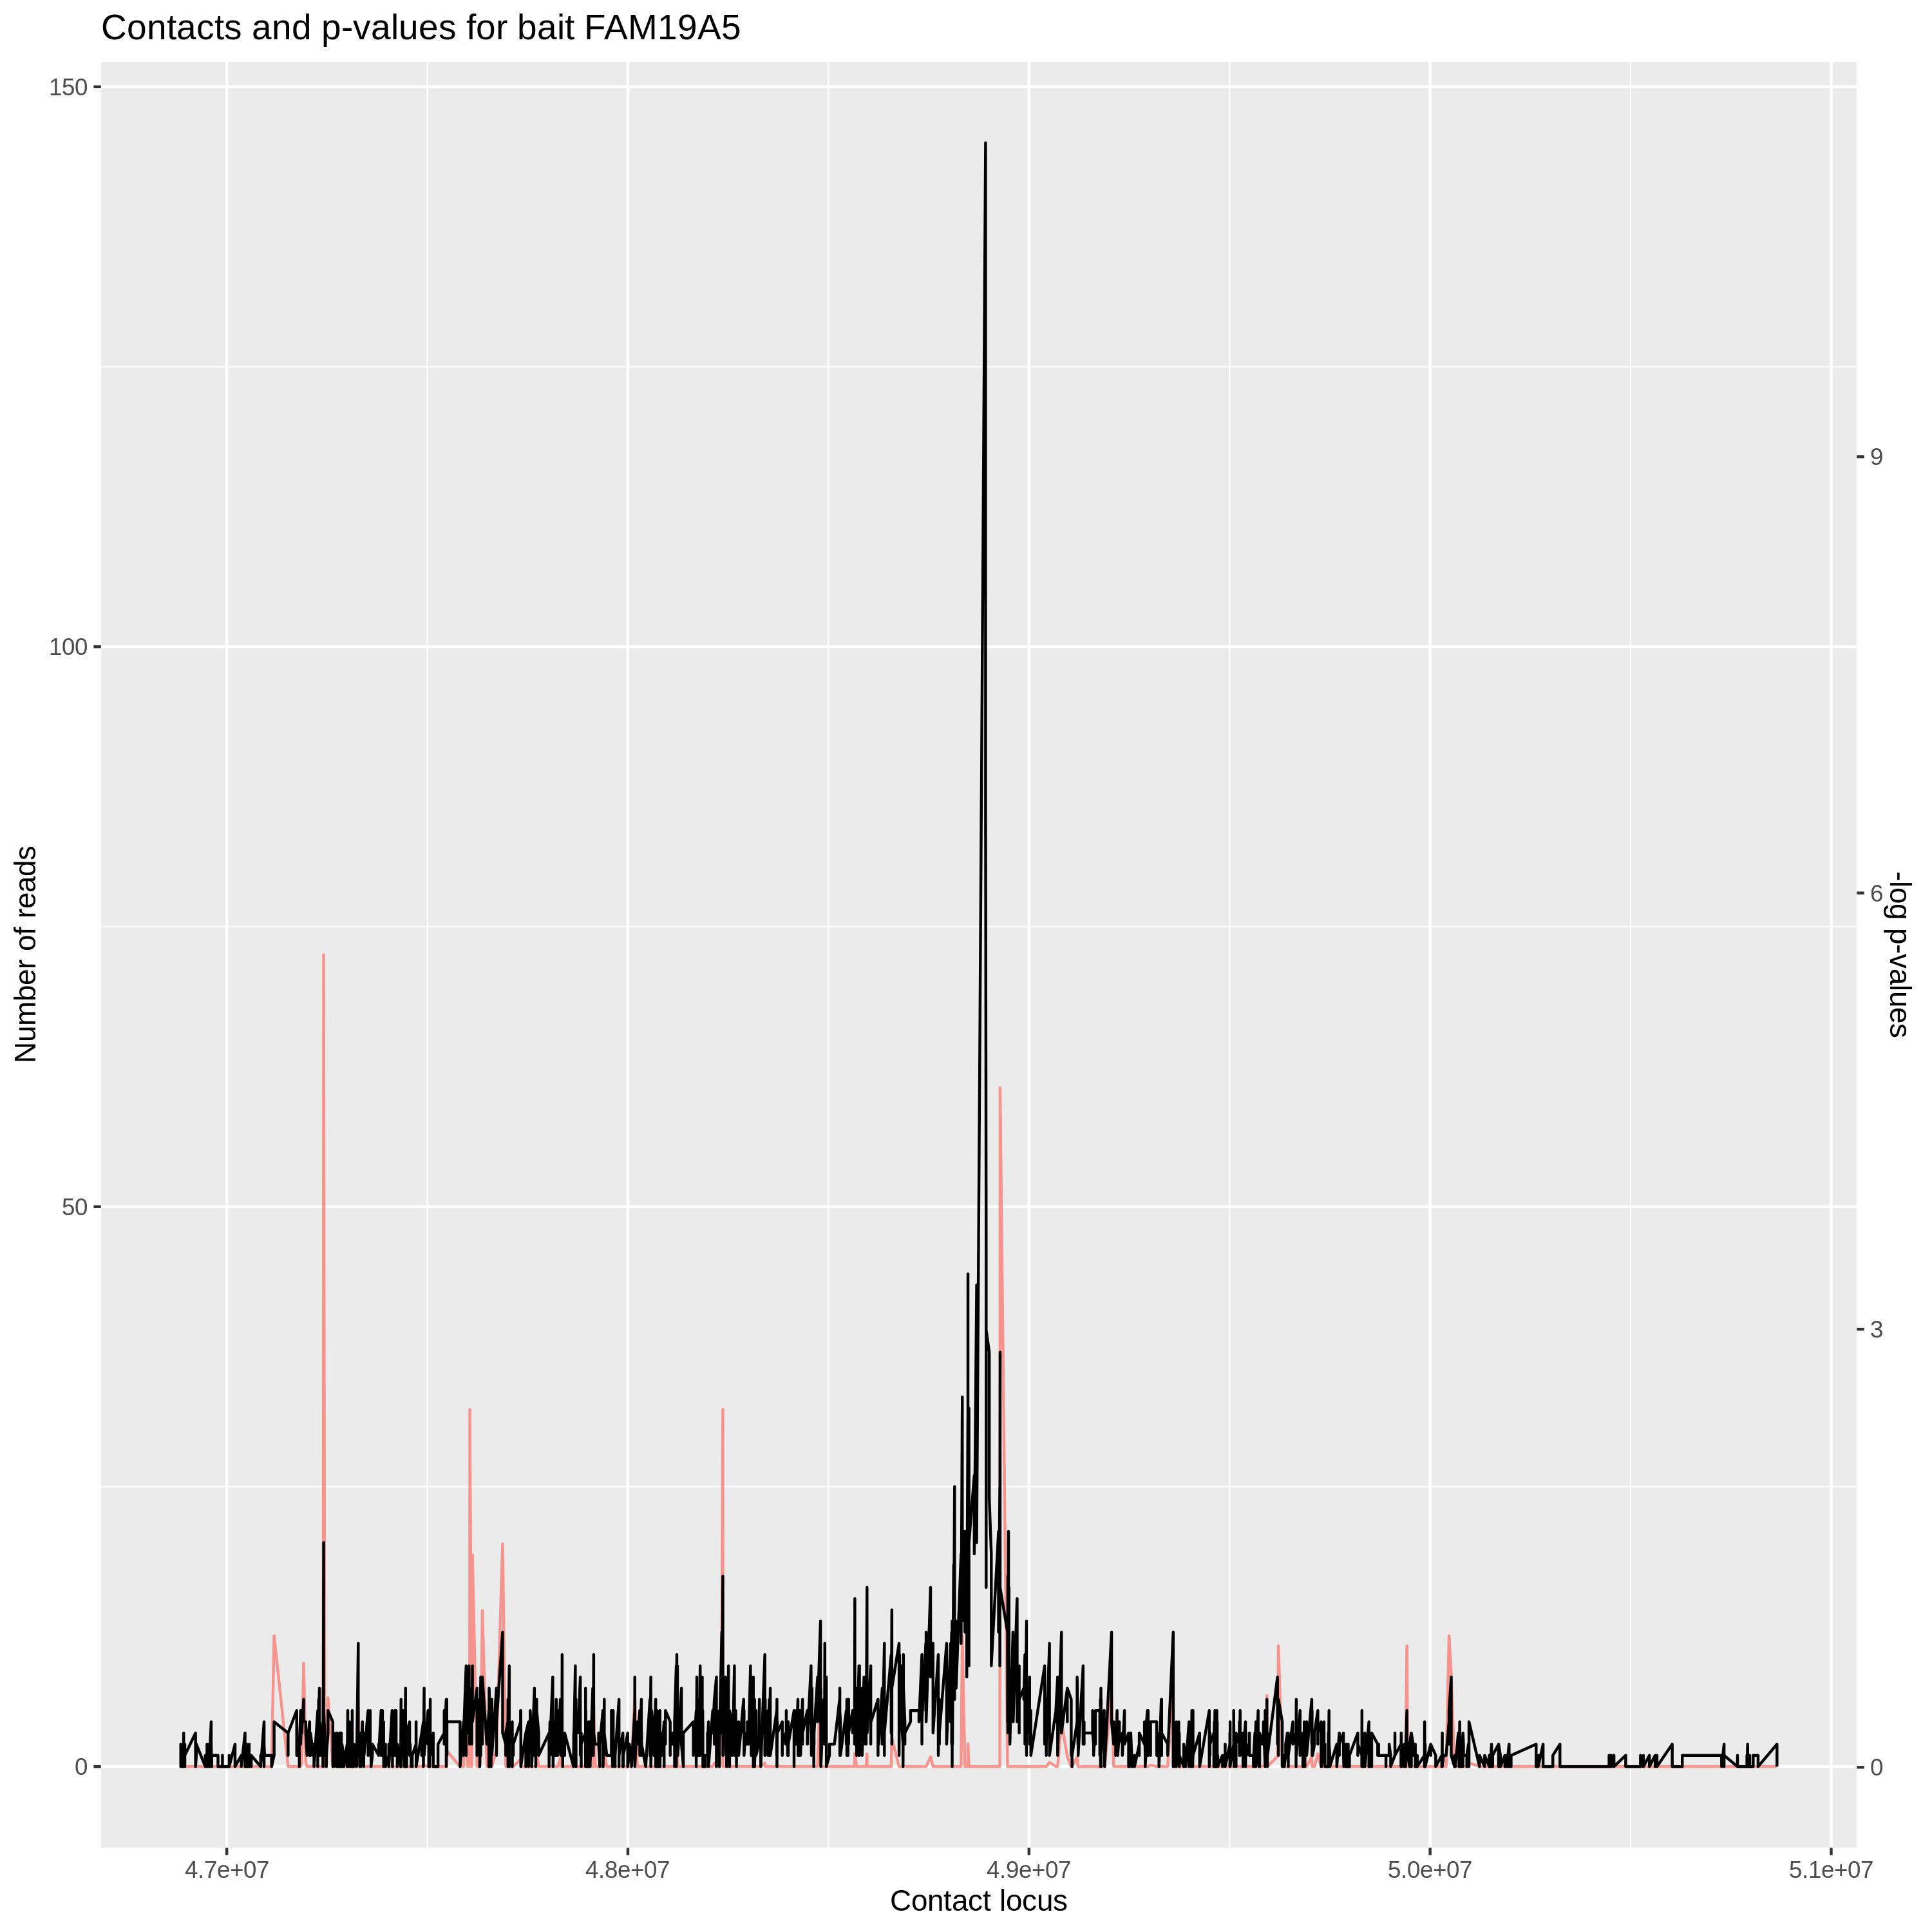 Contacts and p-values for bait FAM19A5
150
100
50
0
Number of reads
9
6
3
0
-log p-values
4.7e+07
4.8e+07
4.9e+07
5.0e+07
5.1e+07
Contact locus